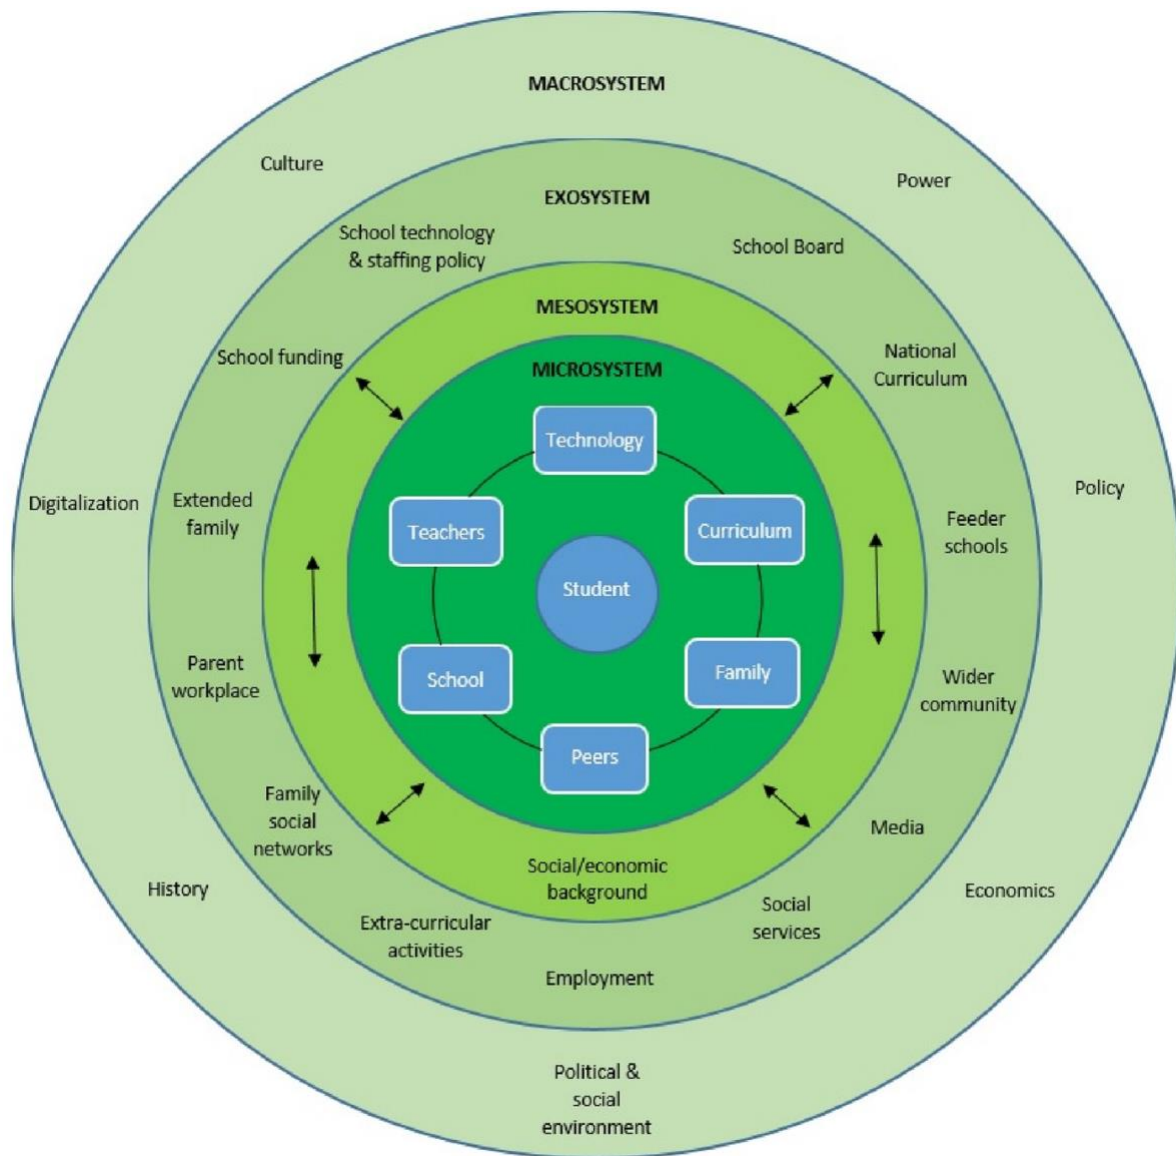 MACROSYSTEM
Culture
Power
EXOSYSTEM
School technology
& staffing policy
School Board
MESOSYSTEM
School funding
National
Curriculum
MICROSYSTEM
Technology
Digitalization
Extended
family
Teachers
Curriculum
Feeder
schools
Policy
Student
Parent
workplace
School
Family
Wider
community
Peers
Family
social
networks
Media
History
Social/economic
background
Economics
Extra-curricular
activities
Social
services
Employment
Political &
social
environment